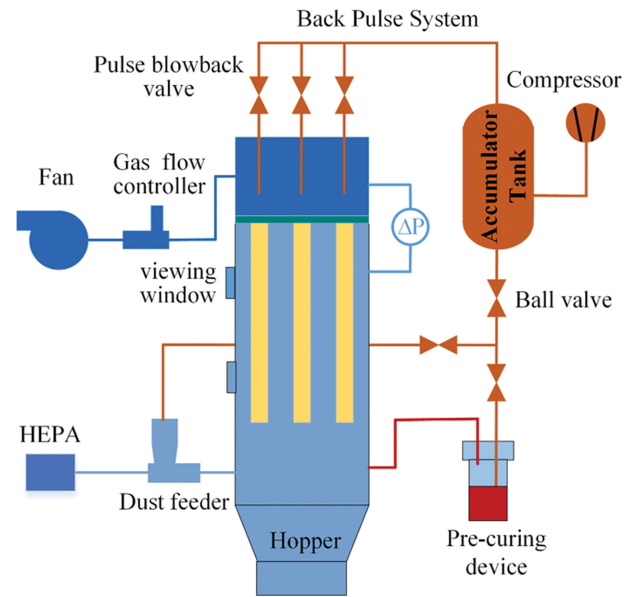 Back Pulse System
Pulse blowback
valve
Compressor
Accumulator
Tank
Gas flow
controller
Fan
ΔP
viewing
window
Ball valve
HEPA
Dust feeder
Hopper
Pre-curing
device